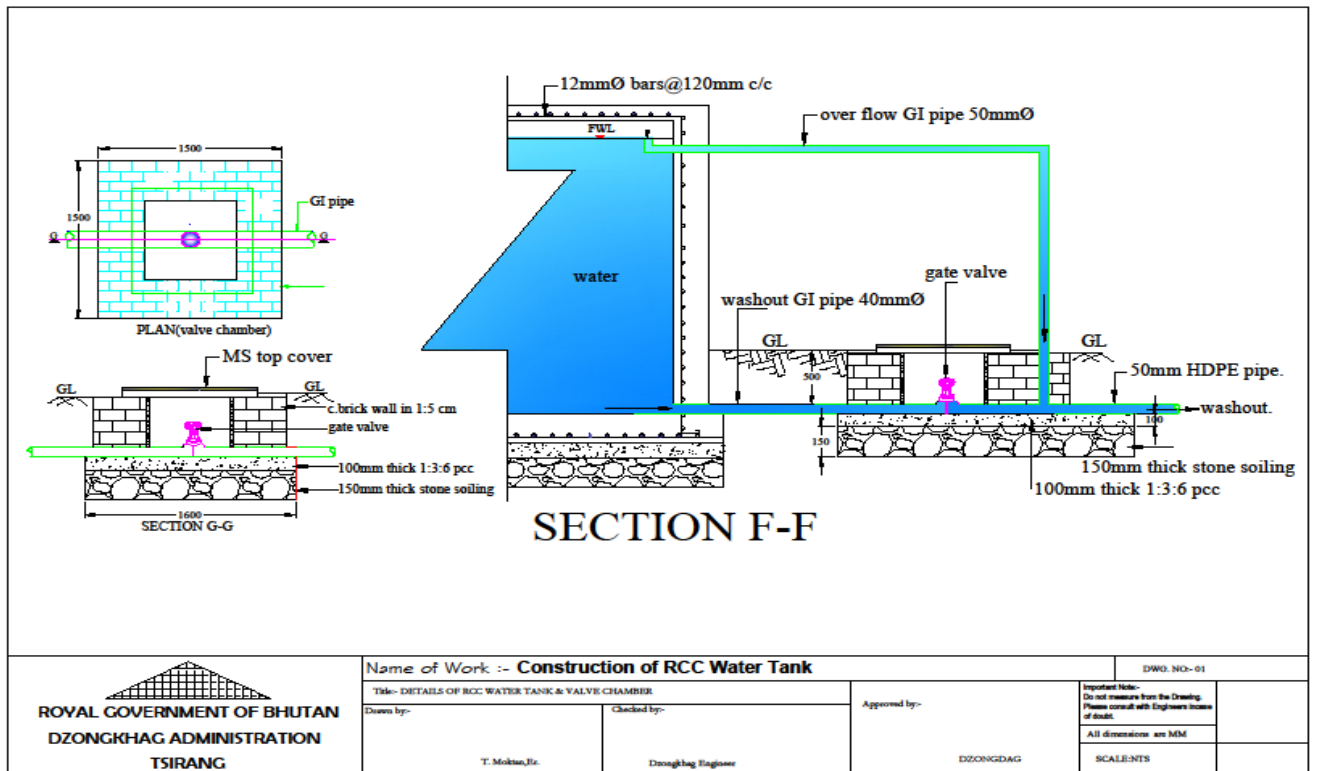 12mmØ bars@120mm c/c
over flow GI pipe 50mmØ
FWL
1500
GI pipe
1500
G
G
water
gate valve
washout GI pipe 40mmØ
PLAN(valve chamber)
MS top cover
GL
GL
GL
GL
500
50mm HDPE pipe.
c.brick wall in 1:5 cm
gate valve
washout.
100
150
100mm thick 1:3:6 pcc
150mm thick stone soiling
150mm thick stone soiling
100mm thick 1:3:6 pcc
1600
SECTION G-G
SECTION F-F
Name of Work :- Construction of RCC Water Tank
DWG. NO:- 01
Title:- DETAILS OF RCC WATER TANK & VALVE CHAMBER
Drawn by:-
Checked by:-
Approved by:-
Important Note:-
Do not measure from the Drawing.
Please consult with Engineers incase
of doubt.
All dimensions are MM
ROYAL GOVERNMENT OF BHUTAN
DZONGKHAG ADMINISTRATION
TSIRANG
T. Moktan,Er.
Dzongkhag Engineer
DZONGDAG
SCALE:NTS